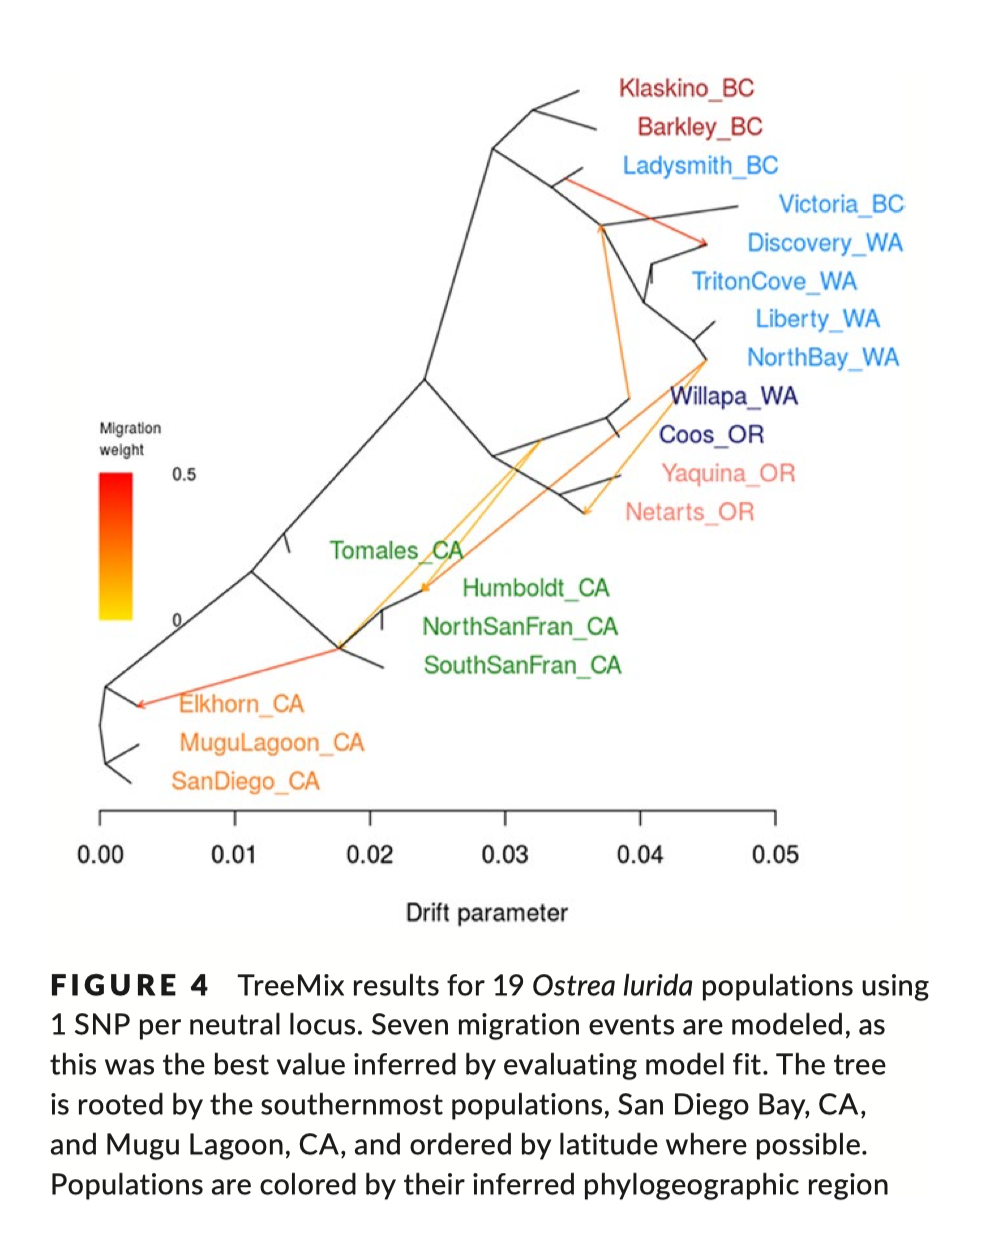 Klaskino_BC
Barkley_BC
Ladysmith_BC
Victoria_BC
Discovery_WA
TritonCove_WA
Liberty_WA
NorthBay_WA
Willapa_WA
Coos_OR
Yaquina_OR
Netarts_OR
Tomales_CA
Humboldt_CA
NorthSanFran_CA
SouthSanFran_CA
Elkhorn_CA
MuguLagoon_CA
SanDiego_CA
Migration
weight
0.5
0
0.00 0.01 0.02 0.03 0.04 0.05
Drift parameter
FIGURE 4 TreeMix results for 19 Ostrea lurida populations using
1 SNP per neutral locus. Seven migration events are modeled, as
this was the best value inferred by evaluating model fit. The tree
is rooted by the southernmost populations, San Diego Bay, CA,
and Mugu Lagoon, CA, and ordered by latitude where possible.
Populations are colored by their inferred phylogeographic region